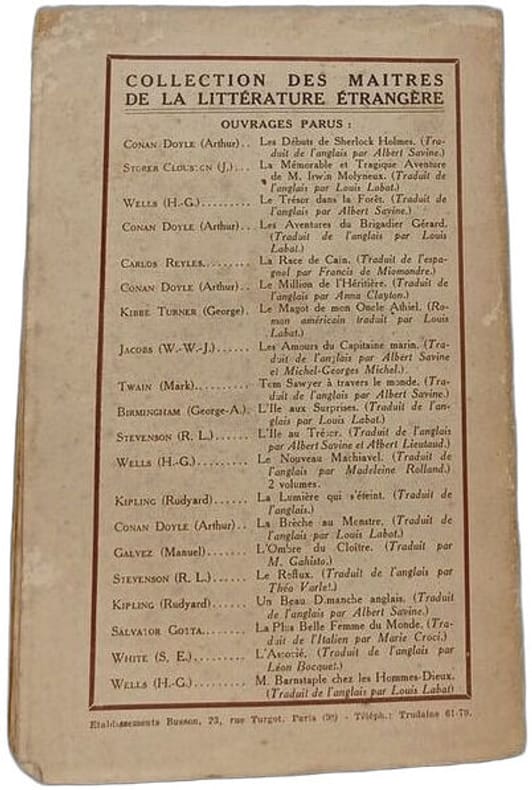 COLLECTION DES MAITRES
DE LA LITTÉRATURE ÉTRANGÈRE
OUVRAGES PARUS :
CONAN DOYLE (Arthur).. Les Débuts de Sherlock Holmes. (Tra-
duit de l'anglais par Albert Savine.)
STORER CLOUSTON (J.)... La Mémorable et Tragique Aventure
de M. Irwin Molyneux. (Traduit de
l'anglais par Louis Labat.)
WELLS (H.-G.)......... Le Trésor dans la Forêt. (Traduit de
l'anglais par Albert Savine.)
CONAN DOYLE (Arthur)... Les Aventures du Brigadier Gérard.
(Traduit de l'anglais par Louis
Labat.)
CARLOS REYLES......... La Race de Caïn. (Traduit de l'espa-
gnol par Francis de Miomandre.)
CONAN DOYLE (Arthur).. Le Million de l'Héritière. (Traduit de
l'anglais par Anna Clayton.)
KIBBE TURNER (George). Le Magot de mon Oncle Athiel. (Ro-
man américain traduit par Louis
Labat.)
JACOBS (W.-W.-J.)...... Les Amours du Capitaine marin. (Tra-
duit de l'anglais par Albert Savine
et Michel-Georges Michel.)
TWAIN (Mark).......... Tom Sawyer à travers le monde. (Tra-
duit de l'anglais par Albert Savine.)
BIRMINGHAM (George-A.). L'Ile aux Surprises. (Traduit de l'an-
glais par Louis Labat.)
STEVENSON (R. L.)...... L'Ile au Trésor. (Traduit de l'anglais
par Albert Savine et Albert Lieutaud.)
WELLS (H.-G.)......... Le Nouveau Machiavel. (Traduit de
l'anglais par Madeleine Rolland.)
2 volumes.
KIPLING (Rudyard)...... La Lumière qui s'éteint. (Traduit de
l'anglais.)
CONAN DOYLE (Arthur).. La Brèche au Monstre. (Traduit de
l'anglais par Louis Labat.)
GALVEZ (Manuel)....... L'Ombre du Cloître. (Traduit par
M. Gahisto.)
STEVENSON (R. L.)...... Le Reflux. (Traduit de l'anglais par
Théo Varlet.)
KIPLING (Rudyard)...... Un Beau Dimanche anglais. (Traduit
de l'anglais par Albert Savine.)
SALVATOR GOTTA....... La Plus Belle Femme du Monde. (Tra-
duit de l'Italien par Marie Croci.)
WHITE (S. E.)......... L'Associé. (Traduit de l'anglais par
Léon Bocquet.)
WELLS (H.-G.)......... M. Barnstaple chez les Hommes-Dieux.
(Traduit de l'anglais par Louis Labat)
Etablissements Busson, 23, rue Turgot, Paris (9e) - Téléph.: Trudaine 61-79.